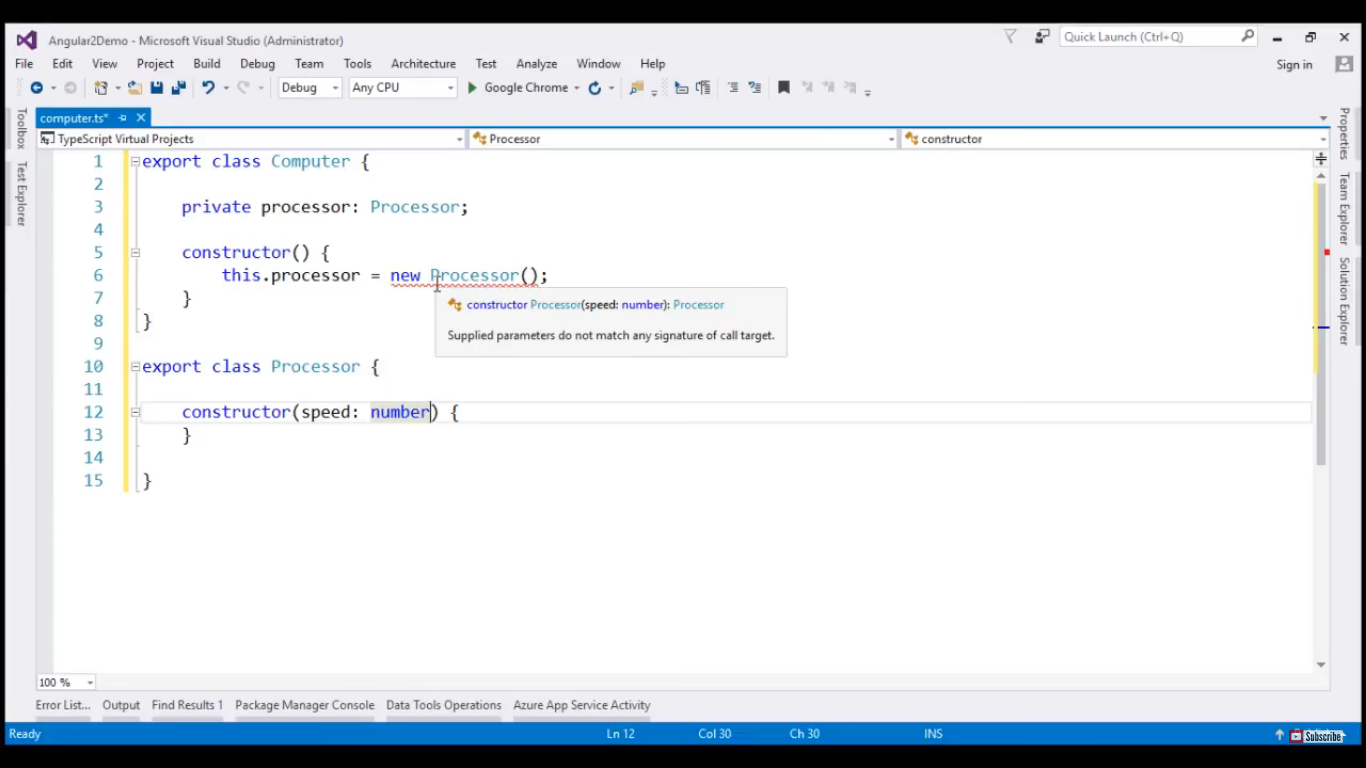 Angular2Demo - Microsoft Visual Studio (Administrator)
Quick Launch (Ctrl+Q)
File Edit View Project Build Debug Team Tools Architecture Test Analyze Window Help
Sign in
Debug Any CPU Google Chrome
computer.ts*
TypeScript Virtual Projects Processor constructor
Toolbox
Test Explorer
Properties
Team Explorer
Solution Explorer
1 export class Computer {
2
3 private processor: Processor;
4
5 constructor() {
6 this.processor = new Processor();
7 }
constructor Processor(speed: number): Processor
8 }
Supplied parameters do not match any signature of call target.
9
10 export class Processor {
11
12 constructor(speed: number) {
13 }
14
15 }
100 %
Error List... Output Find Results 1 Package Manager Console Data Tools Operations Azure App Service Activity
Ready Ln 12 Col 30 Ch 30 INS
Subscribe